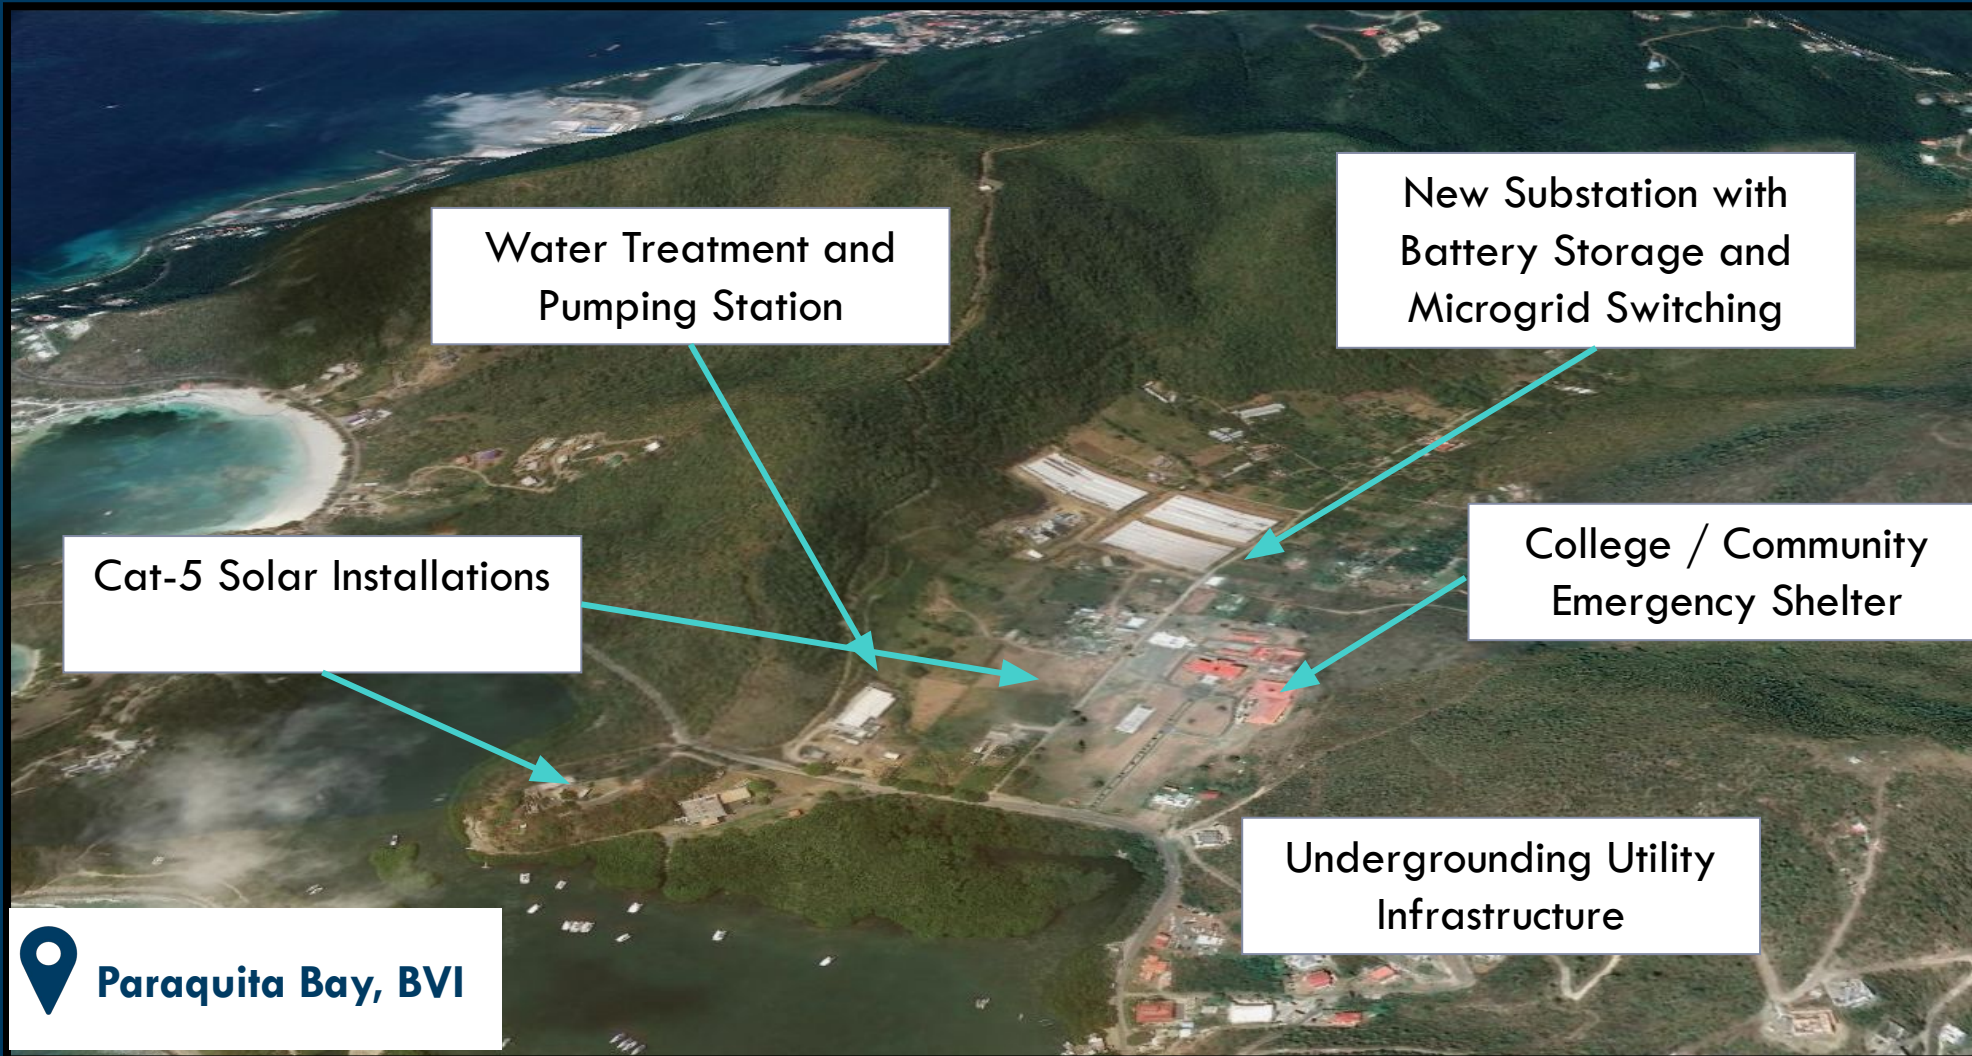 Water Treatment and
Pumping Station
New Substation with
Battery Storage and
Microgrid Switching
Cat-5 Solar Installations
College / Community
Emergency Shelter
Undergrounding Utility
Infrastructure
Paraquita Bay, BVI